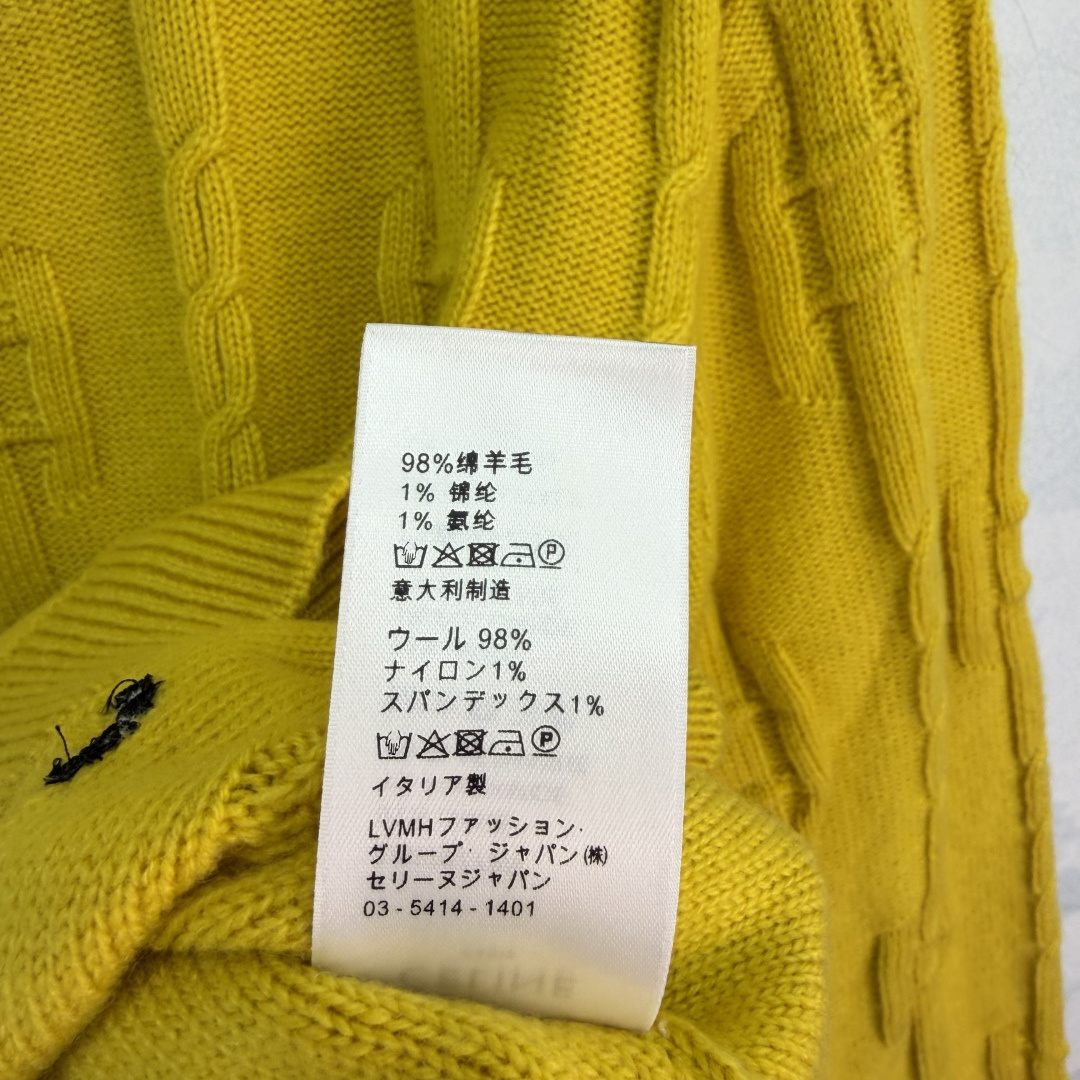 98%绵羊毛
1% 锦纶
1% 氨纶
P
意大利制造
ウール 98%
ナイロン1%
スパンデックス1%
P
イタリア製
LVMHファッション·
グループ· ジャパン㈱
セリーヌジャパン
03 - 5414 - 1401
CELINE